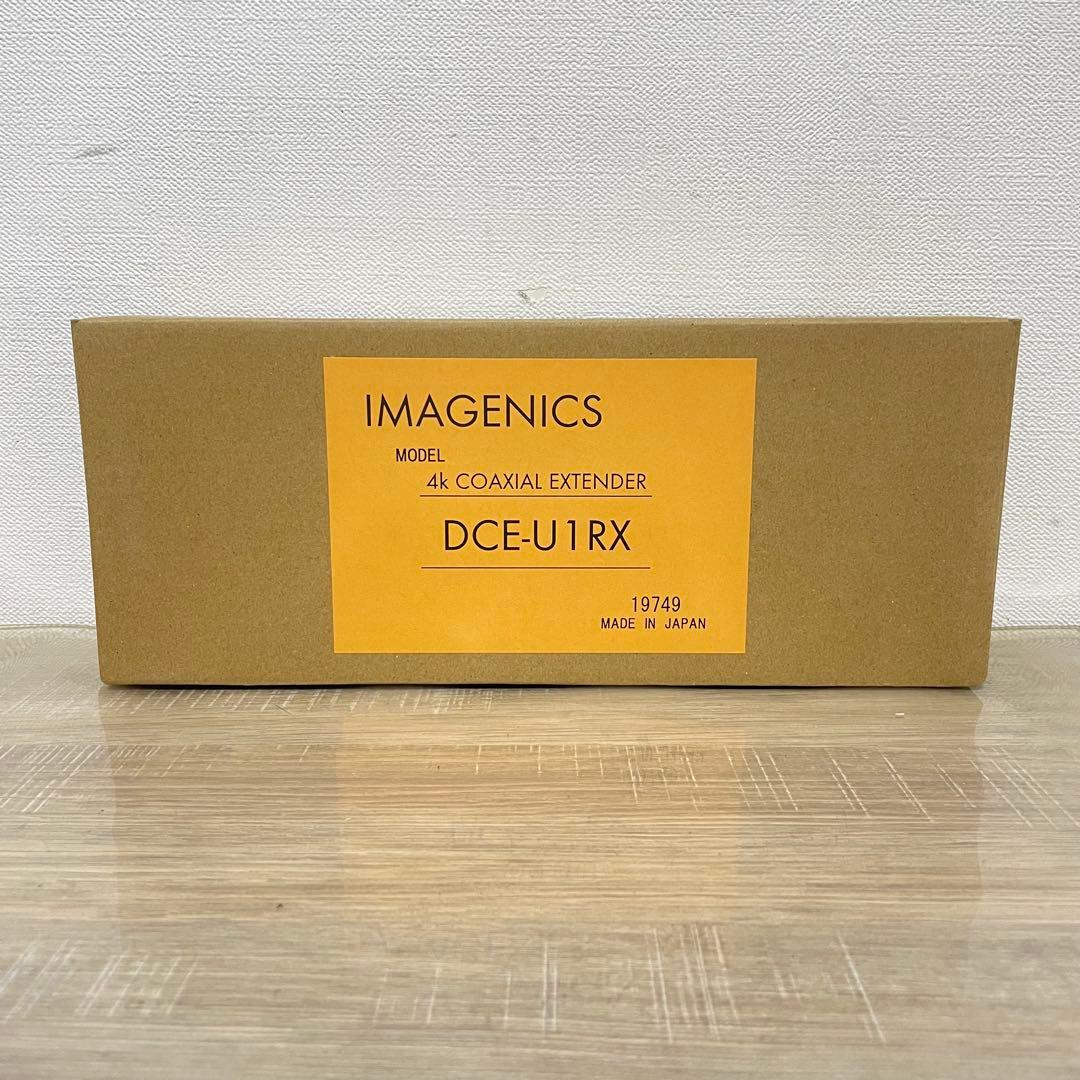 IMAGENICS
MODEL
4k COAXIAL EXTENDER
DCE-U1RX
19749
MADE IN JAPAN